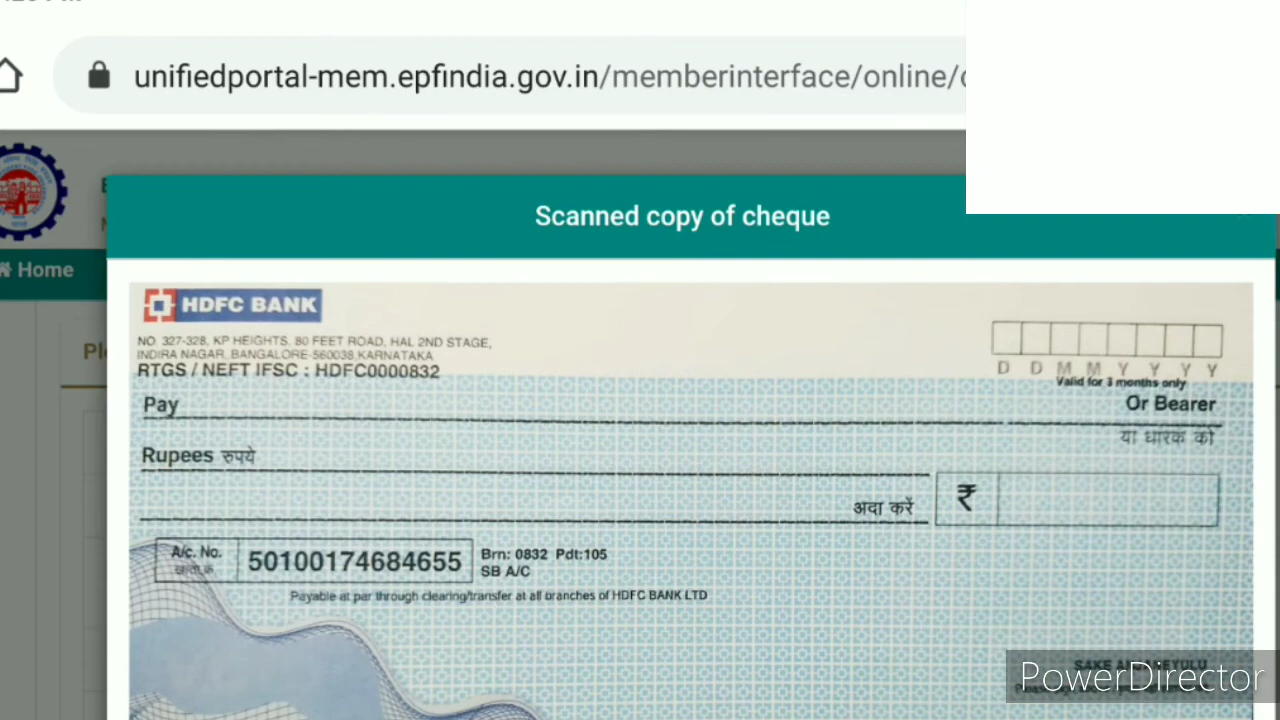 unifiedportal-mem.epfindia.gov.in/memberinterface/online/
Scanned copy of cheque
Home
HDFC BANK
NO. 327-328, KP HEIGHTS, 80 FEET ROAD, HAL 2ND STAGE,
INDIRA NAGAR, BANGALORE-560038, KARNATAKA
RTGS / NEFT IFSC : HDFC0000832
D D M M Y Y Y Y
Valid for 3 months only
Pay
Or Bearer
या धारक को
Rupees रुपये
अदा करें
₹
A/c. No.
50100174684655
Brn: 0832 Pdt:105
SB A/C
Payable at par through clearing/transfer at all branches of HDFC BANK LTD
PowerDirector